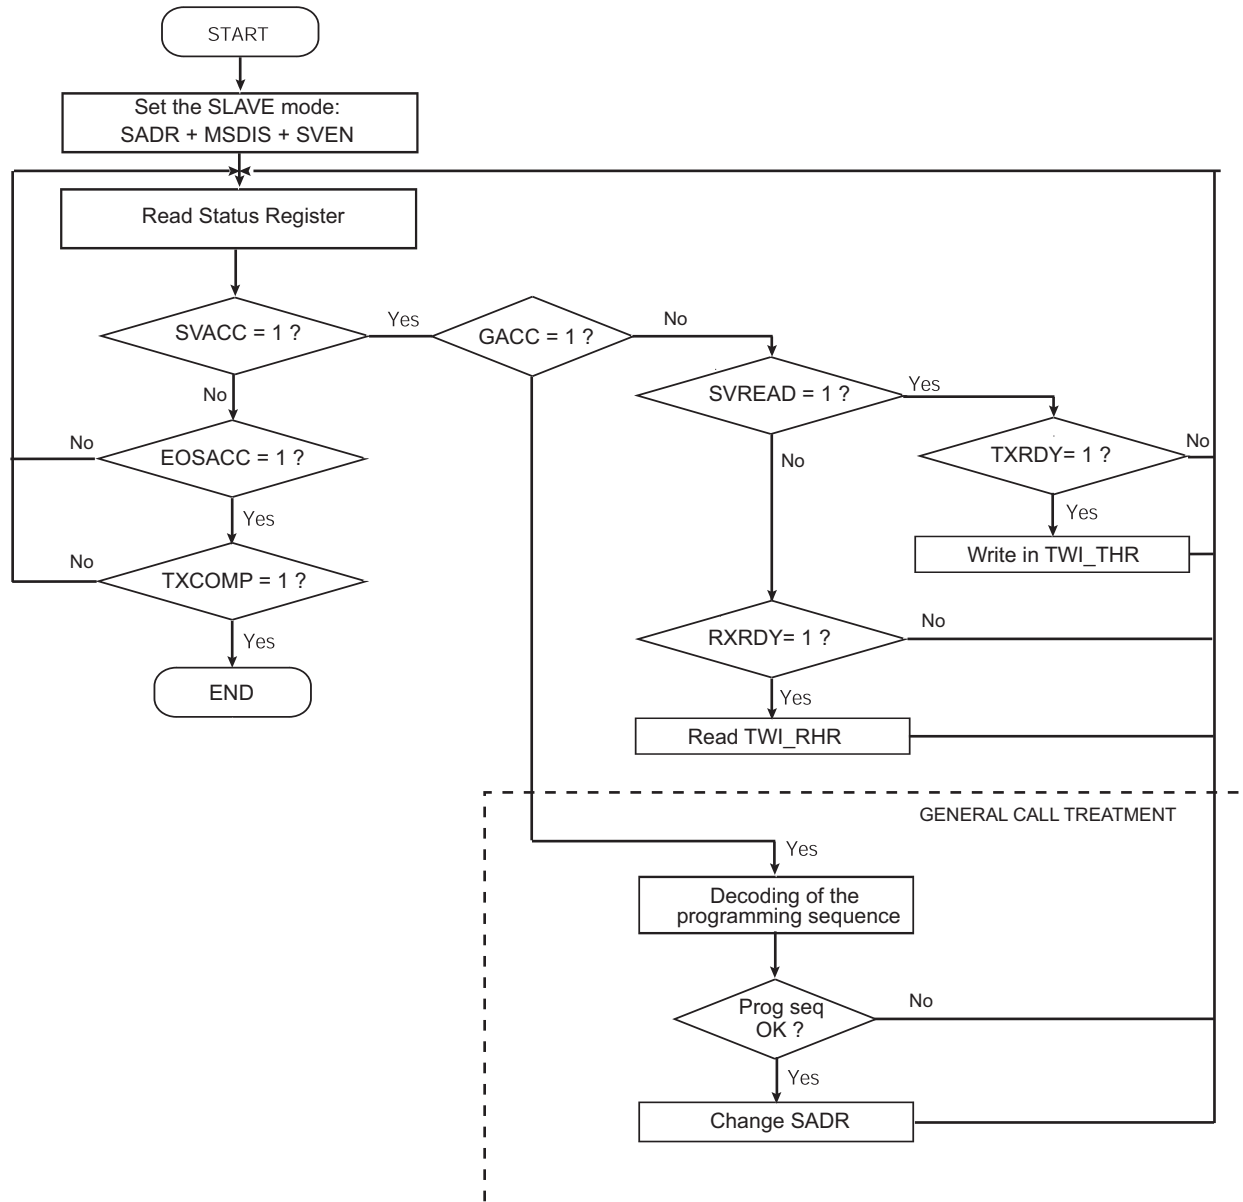 START
Set the SLAVE mode:
SADR + MSDIS + SVEN
Read Status Register
SVACC = 1 ?
Yes
GACC = 1 ?
No
SVREAD = 1 ?
Yes
No
EOSACC = 1 ?
No
TXRDY= 1 ?
No
No
Yes
Yes
Write in TWI_THR
No
TXCOMP = 1 ?
RXRDY= 1 ?
No
Yes
END
Yes
Read TWI_RHR
GENERAL CALL TREATMENT
Yes
Decoding of the
programming sequence
Prog seq
OK ?
No
Yes
Change SADR